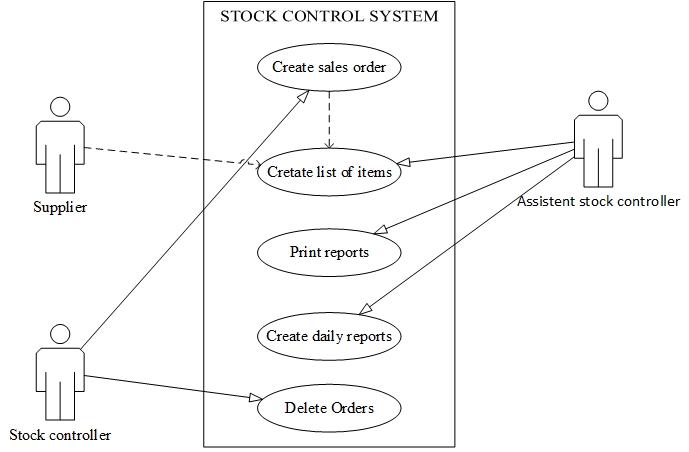 STOCK CONTROL SYSTEM
Create sales order
Cretate list of items
Supplier
Assistent stock controller
Print reports
Create daily reports
Delete Orders
Stock controller